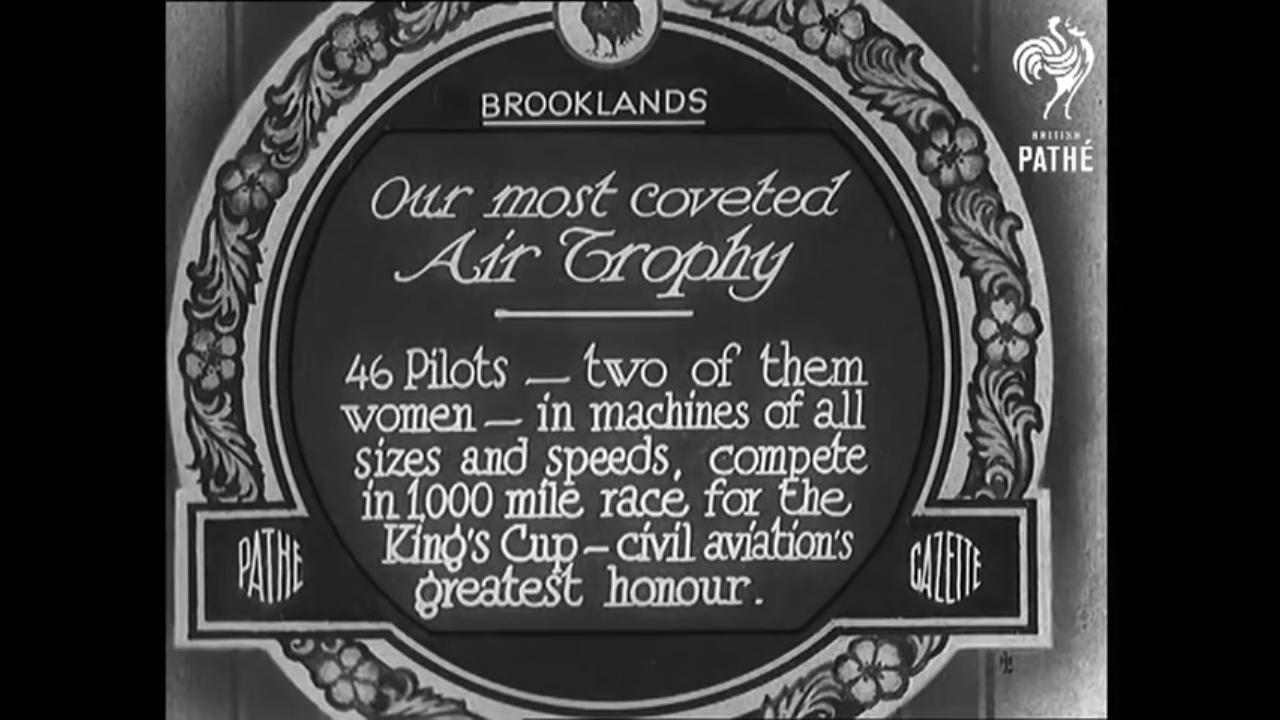 BROOKLANDS
Our most coveted
Air Trophy
46 Pilots — two of them
women — in machines of all
sizes and speeds, compete
in 1,000 mile race for the
King's Cup – civil aviation's
greatest honour.
PATHE
GAZETTE
BRITISH
PATHÉ